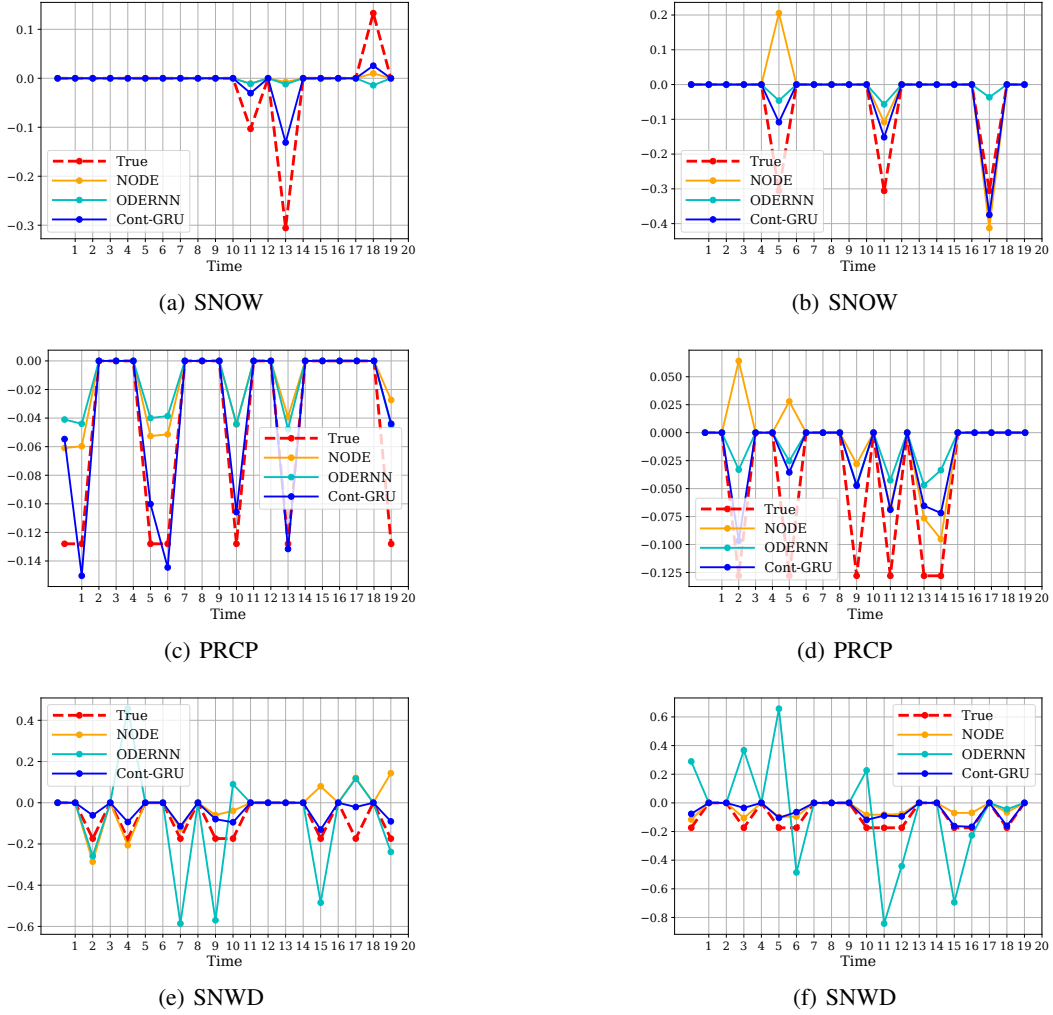 0.1
0.0
−0.1
−0.2
−0.3
True
NODE
ODERNN
Cont-GRU
1 2 3 4 5 6 7 8 9 10 11 12 13 14 15 16 17 18 19 20
Time
(a) SNOW
0.2
0.1
0.0
−0.1
−0.2
−0.3
−0.4
True
NODE
ODERNN
Cont-GRU
1 2 3 4 5 6 7 8 9 10 11 12 13 14 15 16 17 18 19 20
Time
(b) SNOW
0.00
−0.02
−0.04
−0.06
−0.08
−0.10
−0.12
−0.14
True
NODE
ODERNN
Cont-GRU
1 2 3 4 5 6 7 8 9 10 11 12 13 14 15 16 17 18 19 20
Time
(c) PRCP
0.050
0.025
0.000
−0.025
−0.050
−0.075
−0.100
−0.125
True
NODE
ODERNN
Cont-GRU
1 2 3 4 5 6 7 8 9 10 11 12 13 14 15 16 17 18 19 20
Time
(d) PRCP
0.4
0.2
0.0
−0.2
−0.4
−0.6
True
NODE
ODERNN
Cont-GRU
1 2 3 4 5 6 7 8 9 10 11 12 13 14 15 16 17 18 19 20
Time
(e) SNWD
0.6
0.4
0.2
0.0
−0.2
−0.4
−0.6
−0.8
True
NODE
ODERNN
Cont-GRU
1 2 3 4 5 6 7 8 9 10 11 12 13 14 15 16 17 18 19 20
Time
(f) SNWD